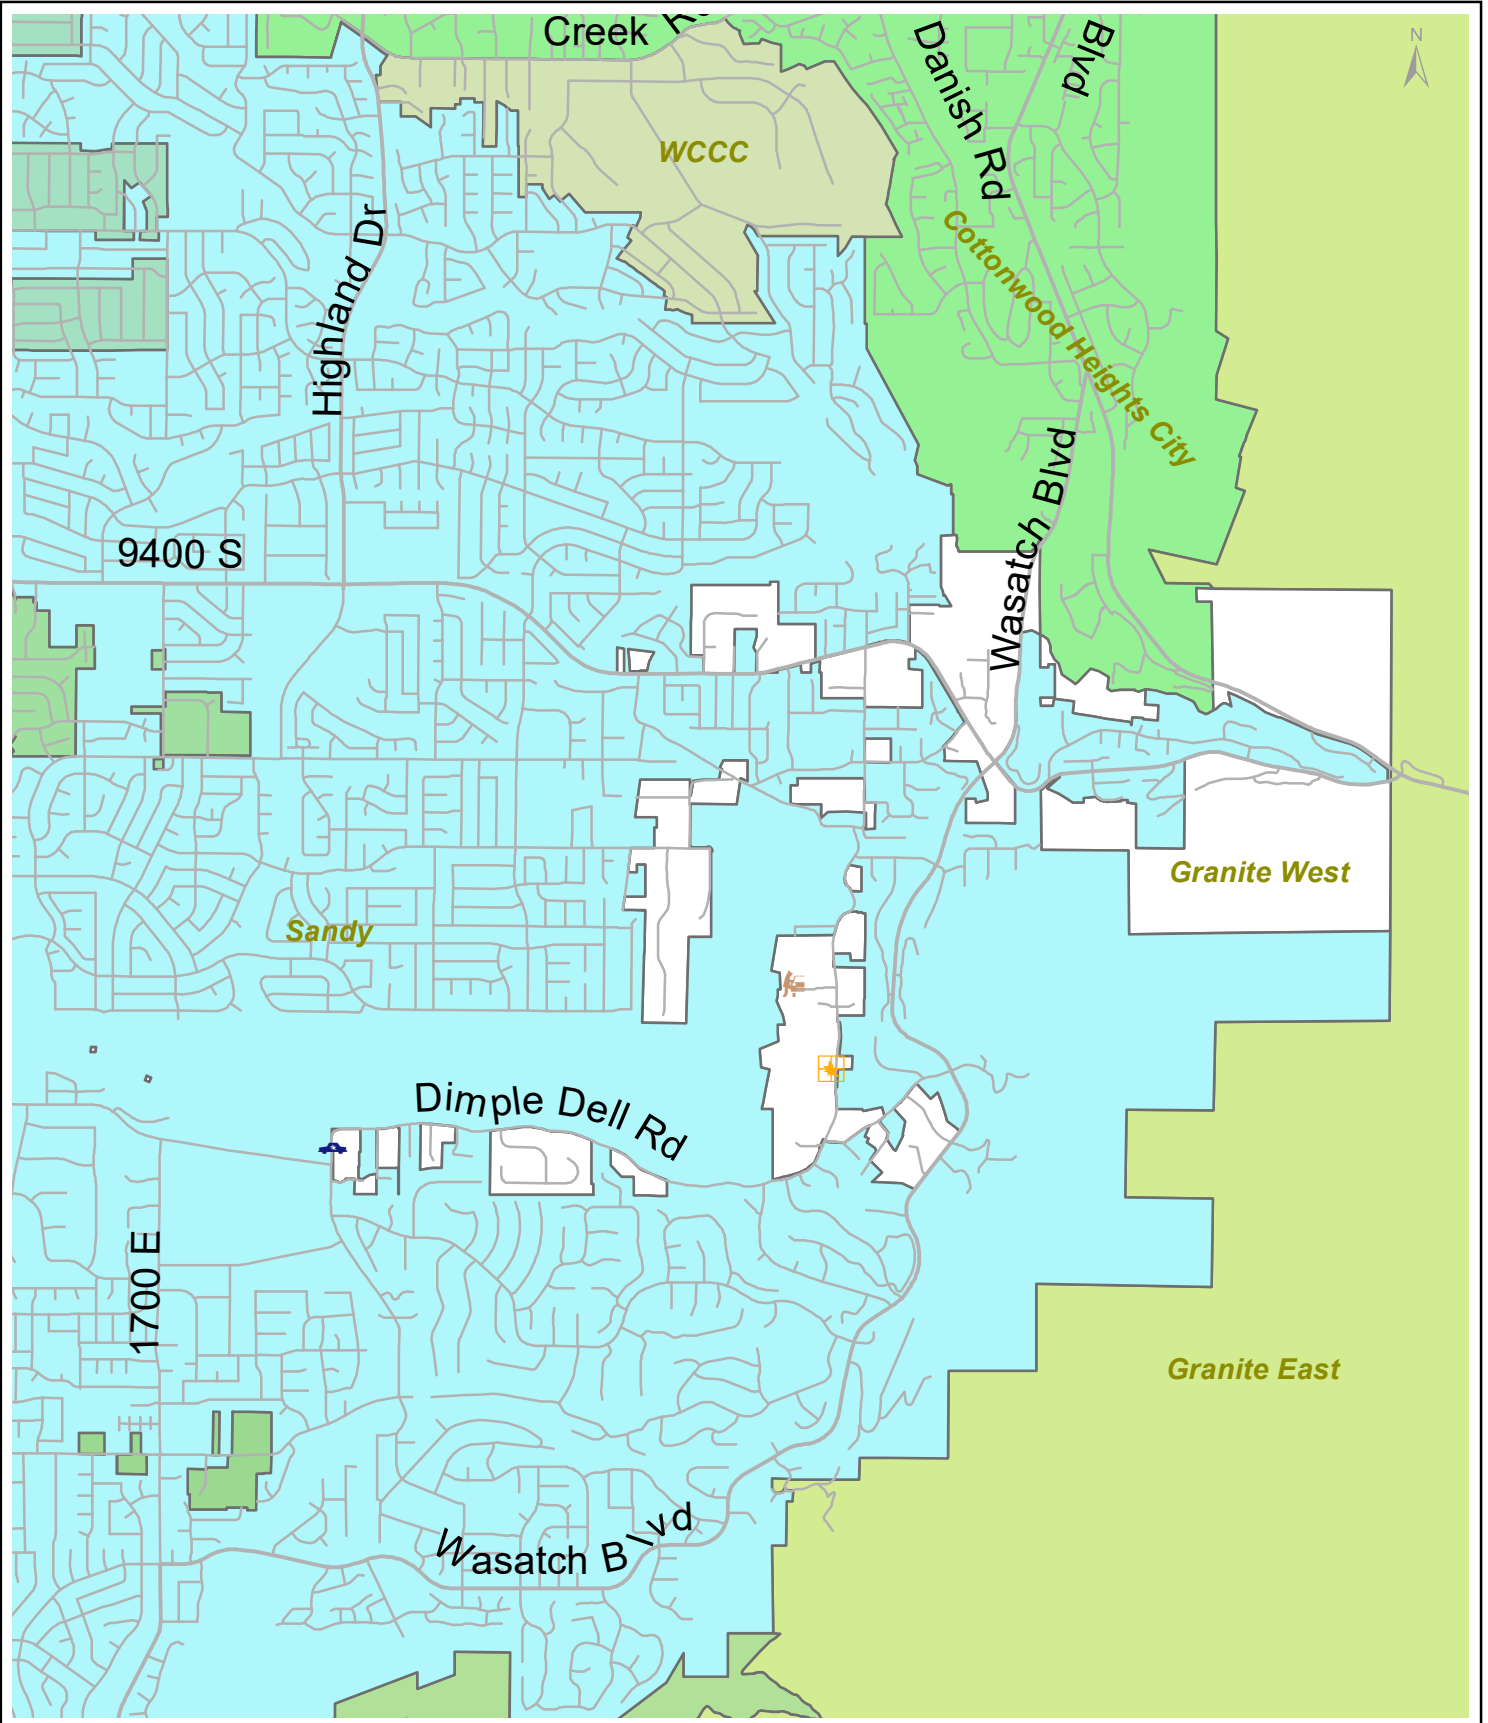 Creek
N
Danish Rd
Blvd
WCCC
Cottonwood Heights City
Highland Dr
Wasatch Blvd
9400 S
Granite West
Sandy
Dimple Dell Rd
1700 E
Granite East
Wasatch Blvd